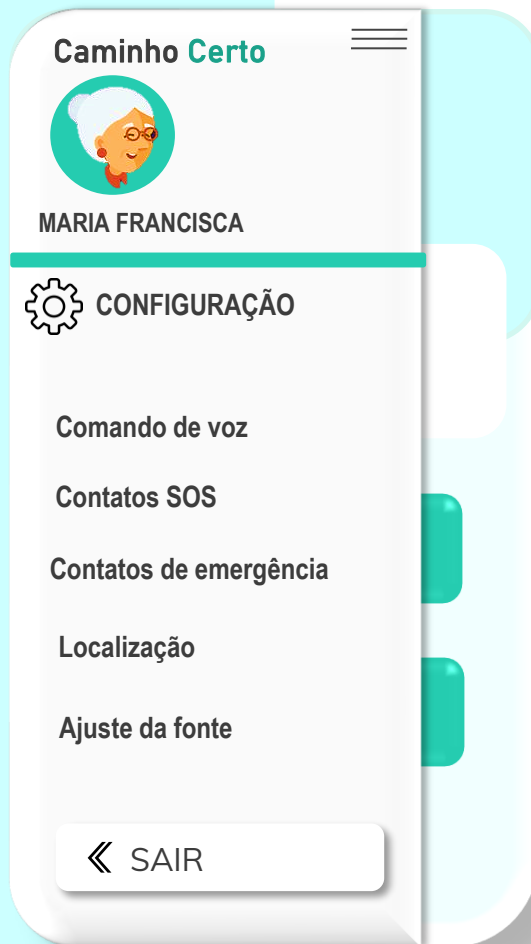 Caminho Certo
MARIA FRANCISCA
CONFIGURAÇÃO
Comando de voz
Contatos SOS
Contatos de emergência
Localização
Ajuste da fonte
SAIR